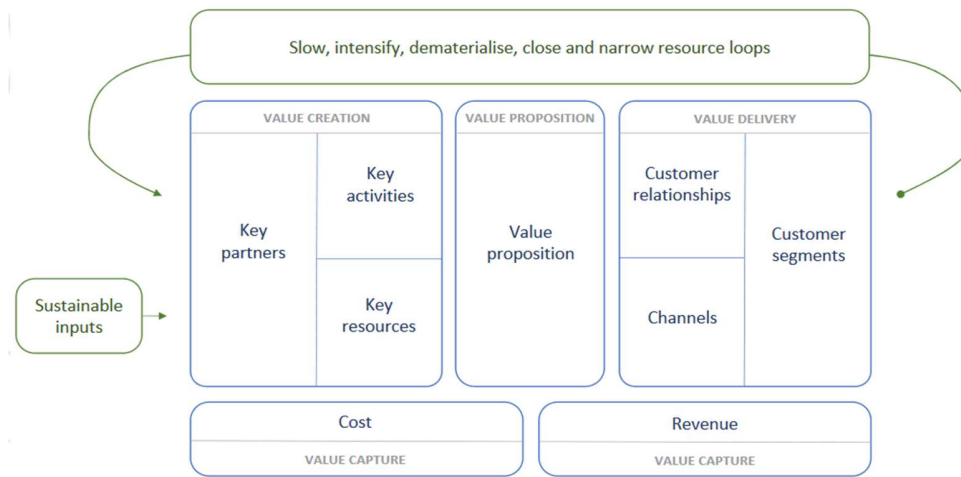 Slow, intensify, dematerialise, close and narrow resource loops
VALUE CREATION
VALUE PROPOSITION
VALUE DELIVERY
Key
partners
Key
activities
Key
resources
Value
proposition
Customer
relationships
Channels
Customer
segments
Sustainable
inputs
Cost
VALUE CAPTURE
Revenue
VALUE CAPTURE